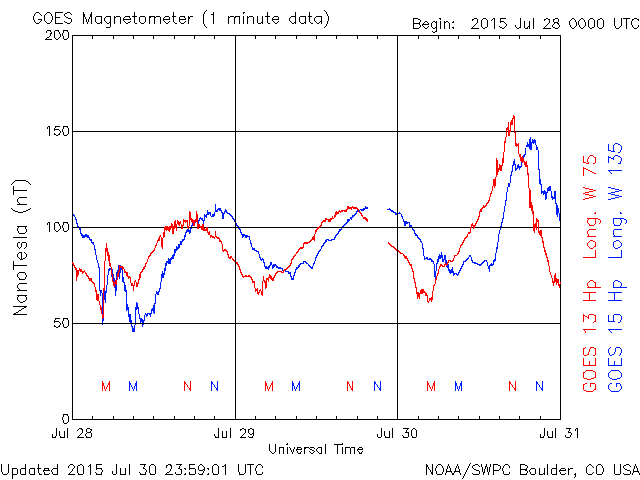 GOES Magnetometer (1 minute data)
Begin: 2015 Jul 28 0000 UTC
200
150
100
50
0
NanoTesla (nT)
M M N N M M N N M M N N
Jul 28 Jul 29 Jul 30 Jul 31
Universal Time
GOES 13 Hp Long. W 75
GOES 15 Hp Long. W 135
Updated 2015 Jul 30 23:59:01 UTC
NOAA/SWPC Boulder, CO USA